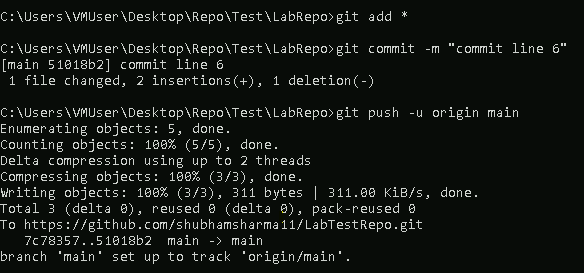 C:\Users\VMUser\Desktop\Repo\Test\LabRepo>git add *
C:\Users\VMUser\Desktop\Repo\Test\LabRepo>git commit -m "commit line 6"
[main 51018b2] commit line 6
 1 file changed, 2 insertions(+), 1 deletion(-)
C:\Users\VMUser\Desktop\Repo\Test\LabRepo>git push -u origin main
Enumerating objects: 5, done.
Counting objects: 100% (5/5), done.
Delta compression using up to 2 threads
Compressing objects: 100% (3/3), done.
Writing objects: 100% (3/3), 311 bytes | 311.00 KiB/s, done.
Total 3 (delta 0), reused 0 (delta 0), pack-reused 0
To https://github.com/shubhamsharma11/LabTestRepo.git
   7c78357..51018b2  main -> main
branch 'main' set up to track 'origin/main'.